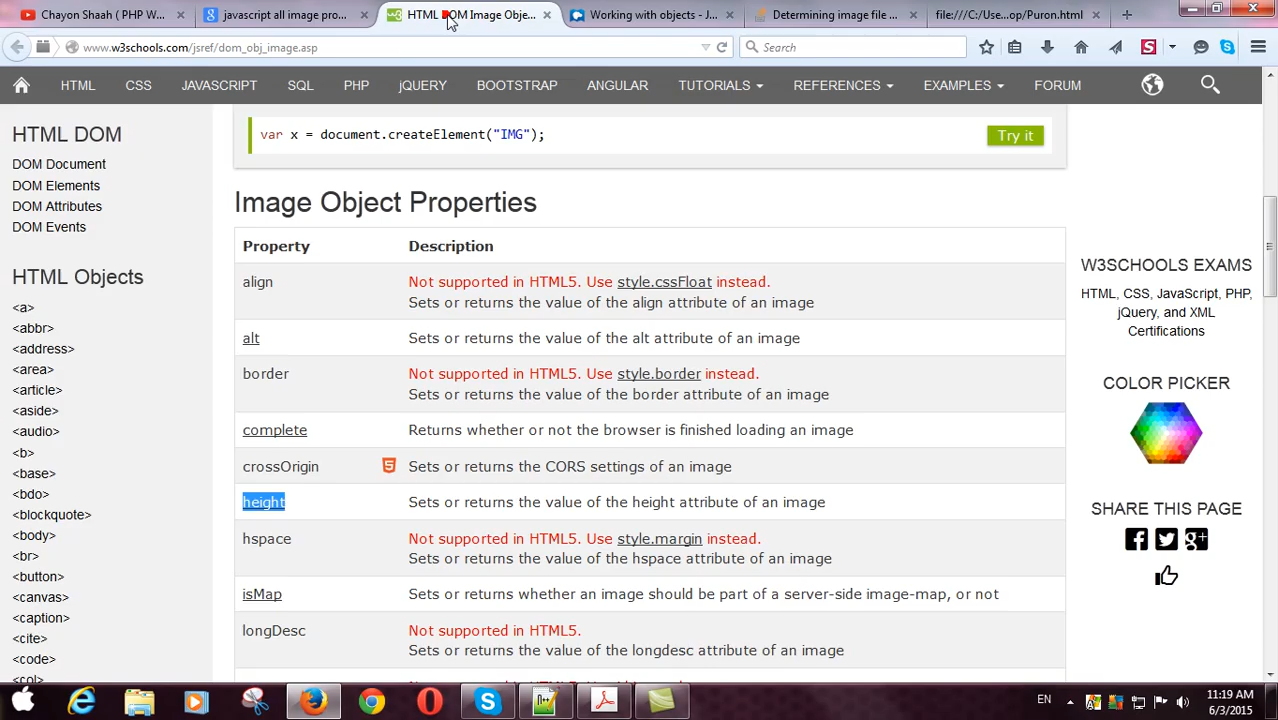 Chayon Shaah ( PHP W... × javascript all image pro... × HTML DOM Image Obje... × Working with objects - J... × Determining image file ... × file:///C:/Use...op/Puron.html × +
www.w3schools.com/jsref/dom_obj_image.asp Search
HTML CSS JAVASCRIPT SQL PHP jQUERY BOOTSTRAP ANGULAR TUTORIALS REFERENCES EXAMPLES FORUM
HTML DOM
DOM Document
DOM Elements
DOM Attributes
DOM Events
HTML Objects
<a>
<abbr>
<address>
<area>
<article>
<aside>
<audio>
<b>
<base>
<bdo>
<blockquote>
<body>
<br>
<button>
<canvas>
<caption>
<cite>
<code>
<col>
var x = document.createElement("IMG");
Try it
Image Object Properties
Property Description
align Not supported in HTML5. Use style.cssFloat instead.
Sets or returns the value of the align attribute of an image
alt Sets or returns the value of the alt attribute of an image
border Not supported in HTML5. Use style.border instead.
Sets or returns the value of the border attribute of an image
complete Returns whether or not the browser is finished loading an image
crossOrigin Sets or returns the CORS settings of an image
height Sets or returns the value of the height attribute of an image
hspace Not supported in HTML5. Use style.margin instead.
Sets or returns the value of the hspace attribute of an image
isMap Sets or returns whether an image should be part of a server-side image-map, or not
longDesc Not supported in HTML5.
Sets or returns the value of the longdesc attribute of an image
W3SCHOOLS EXAMS
HTML, CSS, JavaScript, PHP,
jQuery, and XML
Certifications
COLOR PICKER
SHARE THIS PAGE
EN
11:19 AM
6/3/2015